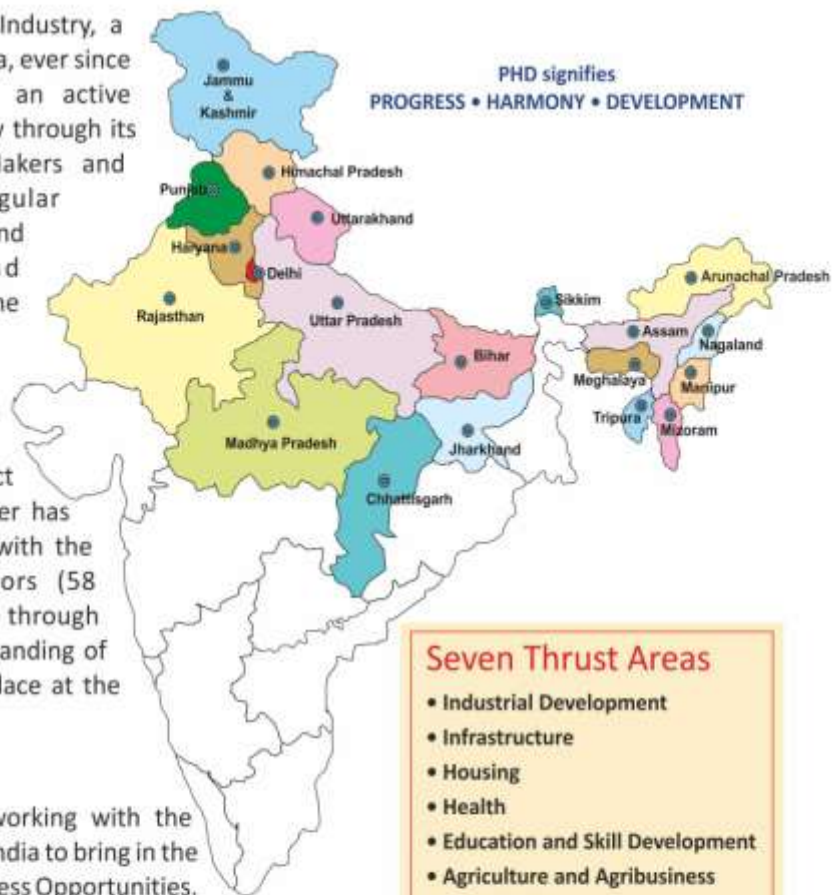 Industry, a
a, ever since
an active
y through its
Makers and
gular
nd
d
ne
ct
er has
with the
ors (58
through
anding of
lace at the
working with the
ndia to bring in the
ess Opportunities.
PHD signifies
PROGRESS • HARMONY • DEVELOPMENT
Jammu
&
Kashmir
Himachal Pradesh
Punjab
Uttarakhand
Haryana
Delhi
Rajasthan
Uttar Pradesh
Bihar
Sikkim
Arunachal Pradesh
Assam
Nagaland
Meghalaya
Manipur
Tripura
Mizoram
Madhya Pradesh
Jharkhand
Chhattisgarh
Seven Thrust Areas
• Industrial Development
• Infrastructure
• Housing
• Health
• Education and Skill Development
• Agriculture and Agribusiness